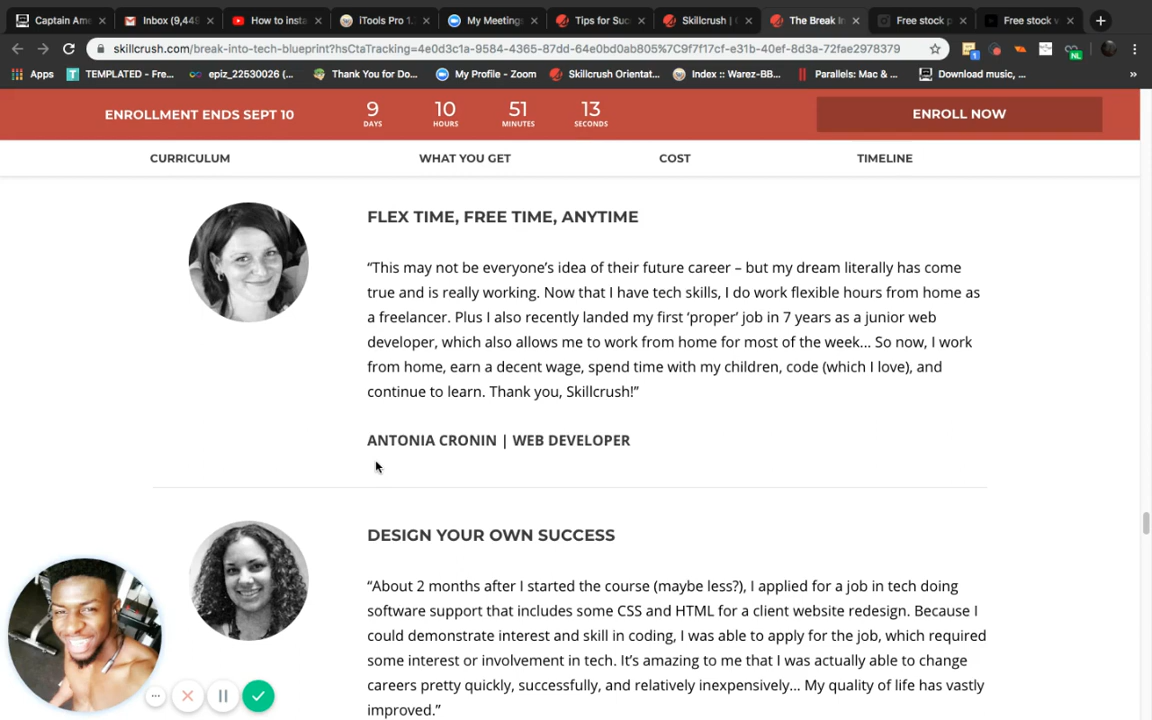 Captain Ame
Inbox (9,449
How to insta
iTools Pro 1.
My Meetings
Tips for Suc
Skillcrush | C
The Break In
Free stock p
Free stock v
skillcrush.com/break-into-tech-blueprint?hsCtaTracking=4e0d3c1a-9584-4365-87dd-64e0bd0ab805%7C9f7f17cf-e31b-40ef-8d3a-72fae2978379
Apps
TEMPLATED - Fre...
epiz_22530026 (...
Thank You for Do...
My Profile - Zoom
Skillcrush Orientat...
Index :: Warez-BB...
Parallels: Mac & ...
Download music, ...
ENROLLMENT ENDS SEPT 10
9 10 51 13
DAYS HOURS MINUTES SECONDS
ENROLL NOW
CURRICULUM WHAT YOU GET COST TIMELINE
FLEX TIME, FREE TIME, ANYTIME
“This may not be everyone’s idea of their future career – but my dream literally has come
true and is really working. Now that I have tech skills, I do work flexible hours from home as
a freelancer. Plus I also recently landed my first ‘proper’ job in 7 years as a junior web
developer, which also allows me to work from home for most of the week... So now, I work
from home, earn a decent wage, spend time with my children, code (which I love), and
continue to learn. Thank you, Skillcrush!”
ANTONIA CRONIN | WEB DEVELOPER
DESIGN YOUR OWN SUCCESS
“About 2 months after I started the course (maybe less?), I applied for a job in tech doing
software support that includes some CSS and HTML for a client website redesign. Because I
could demonstrate interest and skill in coding, I was able to apply for the job, which required
some interest or involvement in tech. It’s amazing to me that I was actually able to change
careers pretty quickly, successfully, and relatively inexpensively... My quality of life has vastly
improved.”